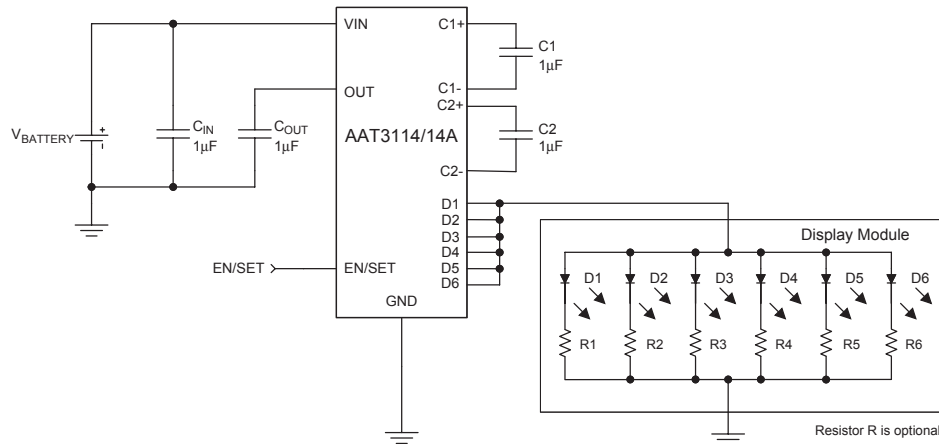 VIN
C1+
C1
1μF
C1-
OUT
C2+
AAT3114/14A
VBATTERY
+
-
CIN
1μF
COUT
1μF
C2
1μF
C2-
D1
D2
D3
D4
D5
D6
EN/SET
EN/SET
GND
Display Module
D1
D2
D3
D4
D5
D6
R1
R2
R3
R4
R5
R6
Resistor R is optional